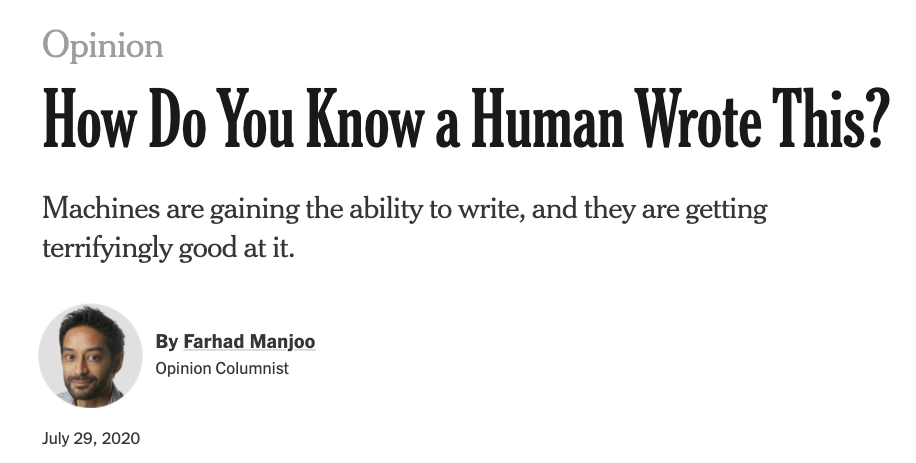 Opinion
How Do You Know a Human Wrote This?
Machines are gaining the ability to write, and they are getting
terrifyingly good at it.
By Farhad Manjoo
Opinion Columnist
July 29, 2020